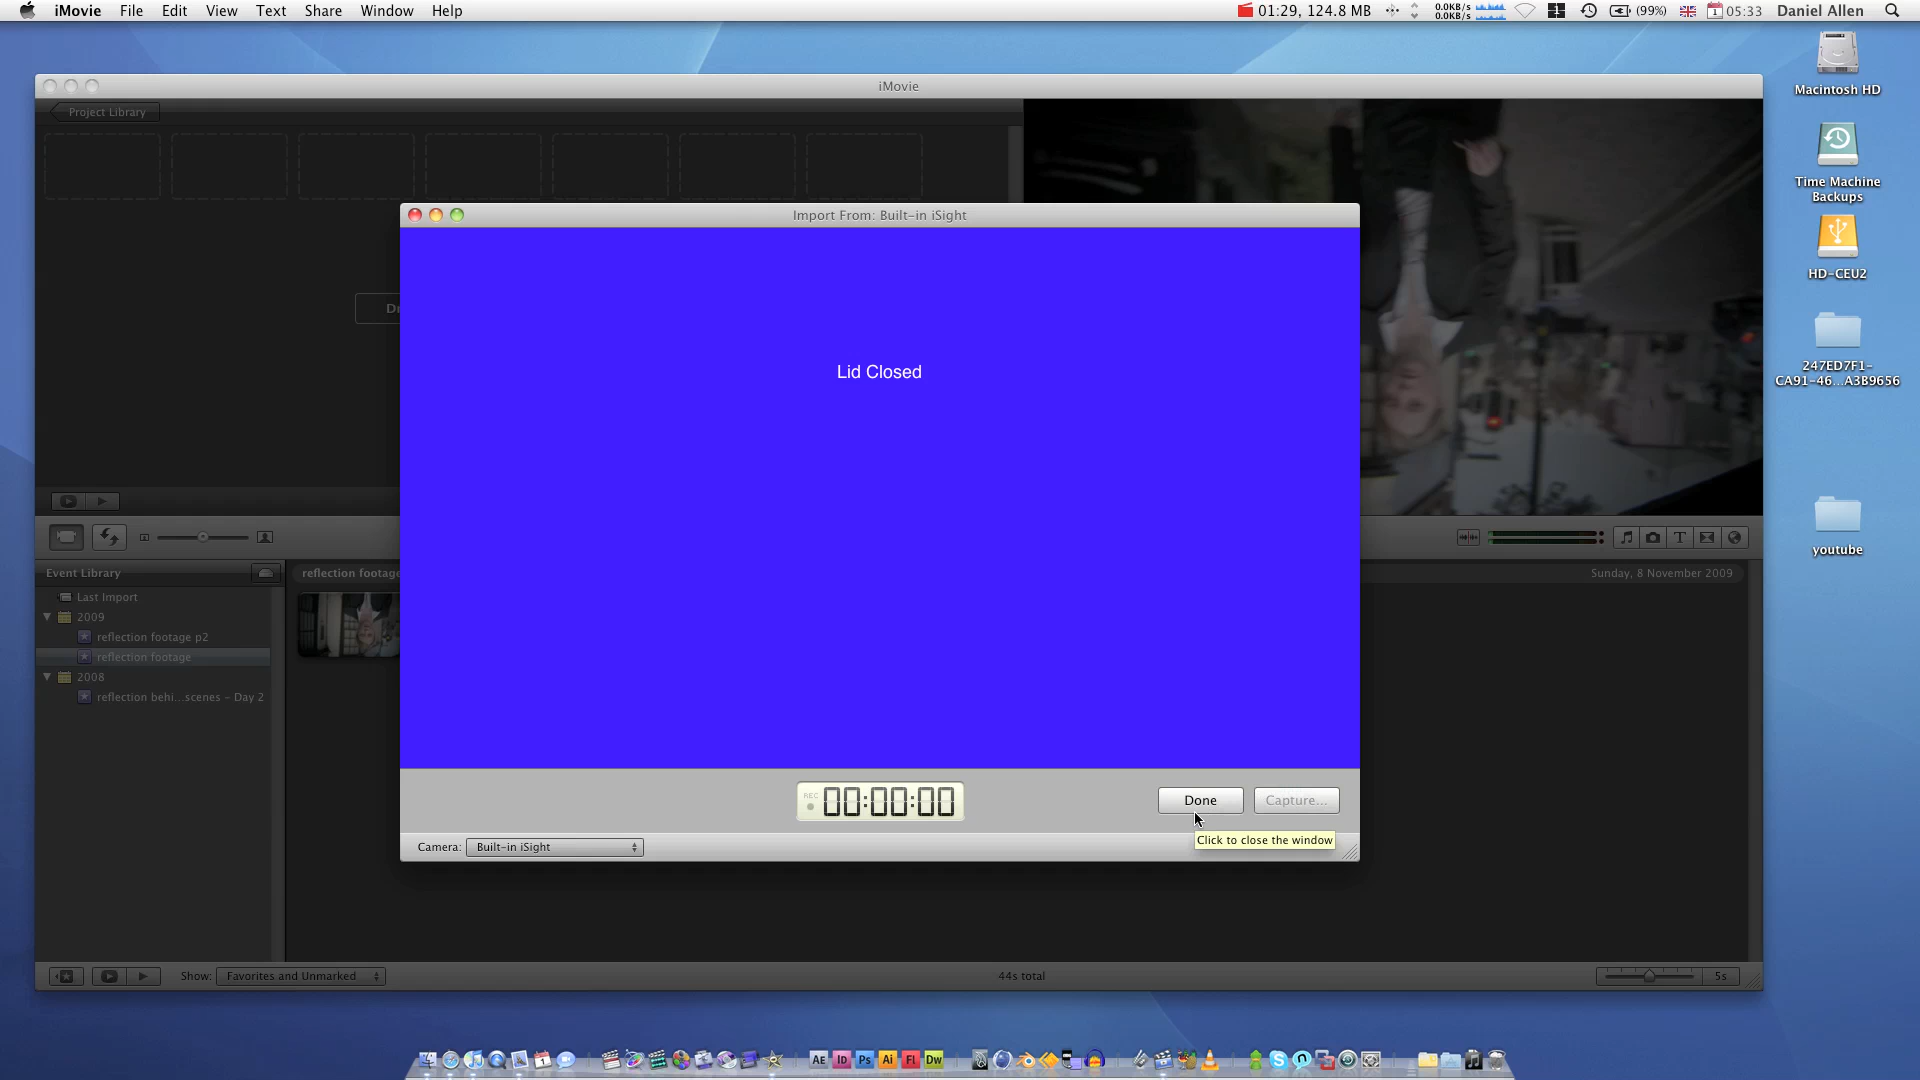 iMovie File Edit View Text Share Window Help
01:29, 124.8 MB 0.0KB/s 0.0KB/s (99%) 05:33 Daniel Allen
Macintosh HD
Time Machine
Backups
HD-CEU2
247ED7F1-
CA91-46...A3B9656
youtube
iMovie
Project Library
Import From: Built-in iSight
Lid Closed
REC 00:00:00:00
Done
Capture...
Click to close the window
Camera: Built-in iSight
Event Library
Last Import
2009
reflection footage p2
reflection footage
2008
reflection behi...scenes - Day 2
reflection footage
Sunday, 8 November 2009
Show: Favorites and Unmarked
44s total
5s
AE ID Ps Ai Fl Dw